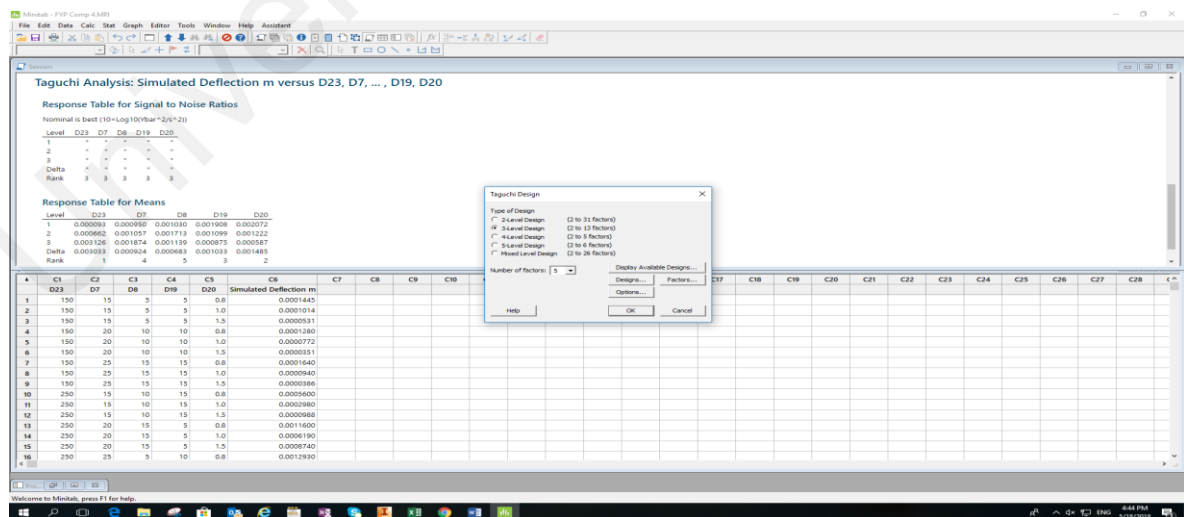 Minitab - FYP Comp 4.MPJ
File Edit Data Calc Stat Graph Editor Tools Window Help Assistant
Session
Taguchi Analysis: Simulated Deflection m versus D23, D7, ... , D19, D20
Response Table for Signal to Noise Ratios
Nominal is best (10×Log10(Ybar^2/s^2))
Level D23 D7 D8 D19 D20
1 * * * * *
2 * * * * *
3 * * * * *
Delta * * * * *
Rank 3 3 3 3 3
Response Table for Means
Level D23 D7 D8 D19 D20
1 0.000093 0.000950 0.001030 0.001908 0.002072
2 0.000662 0.001057 0.001713 0.001099 0.001222
3 0.003126 0.001874 0.001139 0.000875 0.000587
Delta 0.003033 0.000924 0.000683 0.001033 0.001485
Rank 1 4 5 3 2
Taguchi Design
Type of Design
2-Level Design (2 to 31 factors)
3-Level Design (2 to 13 factors)
4-Level Design (2 to 5 factors)
5-Level Design (2 to 6 factors)
Mixed Level Design (2 to 26 factors)
Number of factors: 5 Display Available Designs...
Designs... Factors...
Options...
Help OK Cancel
C1 C2 C3 C4 C5 C6 C7 C8 C9 C10 C17 C18 C19 C20 C21 C22 C23 C24 C25 C26 C27 C28
D23 D7 D8 D19 D20 Simulated Deflection m
1 150 15 5 5 0.8 0.0001445
2 150 15 5 5 1.0 0.0001014
3 150 15 5 5 1.5 0.0000531
4 150 20 10 10 0.8 0.0001280
5 150 20 10 10 1.0 0.0000772
6 150 20 10 10 1.5 0.0000351
7 150 25 15 15 0.8 0.0001640
8 150 25 15 15 1.0 0.0000940
9 150 25 15 15 1.5 0.0000386
10 250 15 10 15 0.8 0.0005600
11 250 15 10 15 1.0 0.0002980
12 250 15 10 15 1.5 0.0000988
13 250 20 15 5 0.8 0.0011600
14 250 20 15 5 1.0 0.0006190
15 250 20 15 5 1.5 0.0008740
16 250 25 5 10 0.8 0.0012930
Welcome to Minitab, press F1 for help.
ENG 4:44 PM
5/19/2019